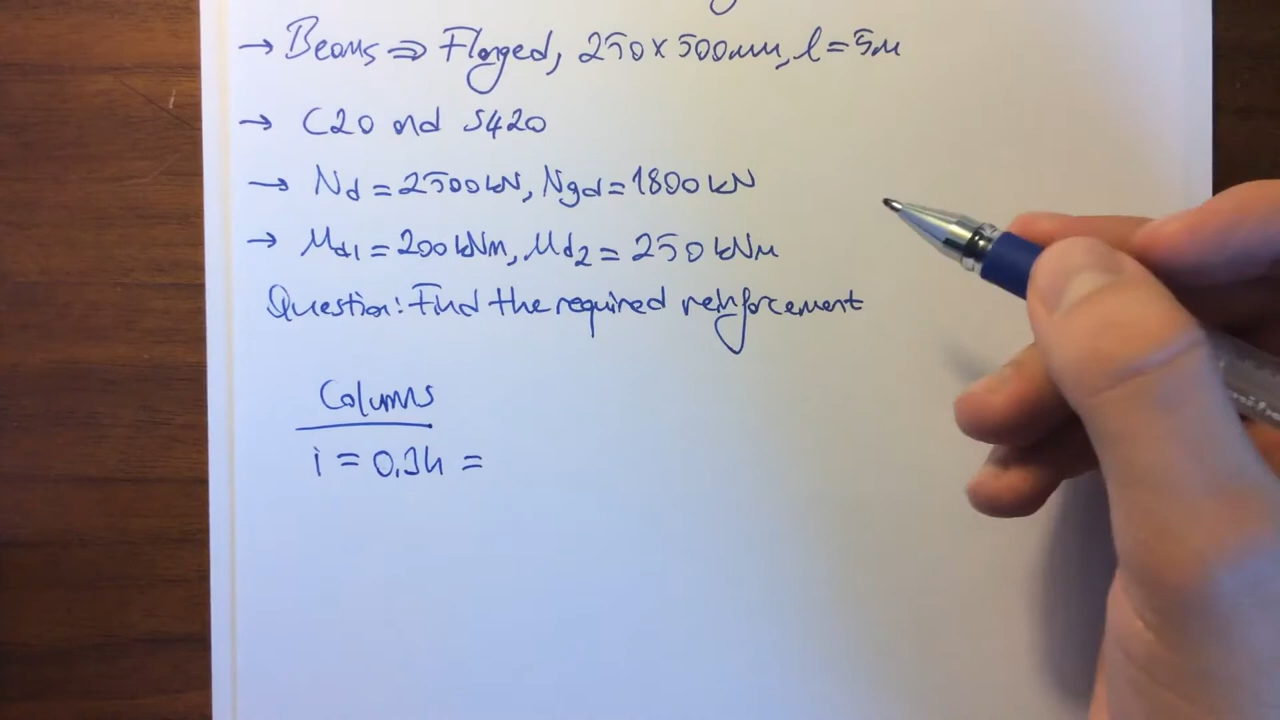 → Beams ⇒ Flanged, 250 x 500mm, l = 5m
→ C20 and S420
→ Nd = 2500 kN, Ngd = 1800 kN
→ Md1 = 200 kNm, Md2 = 250 kNm
Question: Find the required reinforcement
Columns
i = 0.3h =